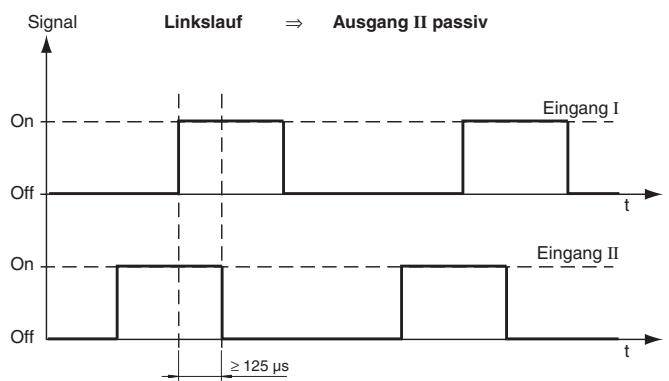 Signal Linkslauf ⇒ Ausgang II passiv
Eingang I
On
Off
t
Eingang II
On
Off
t
≥ 125 µs